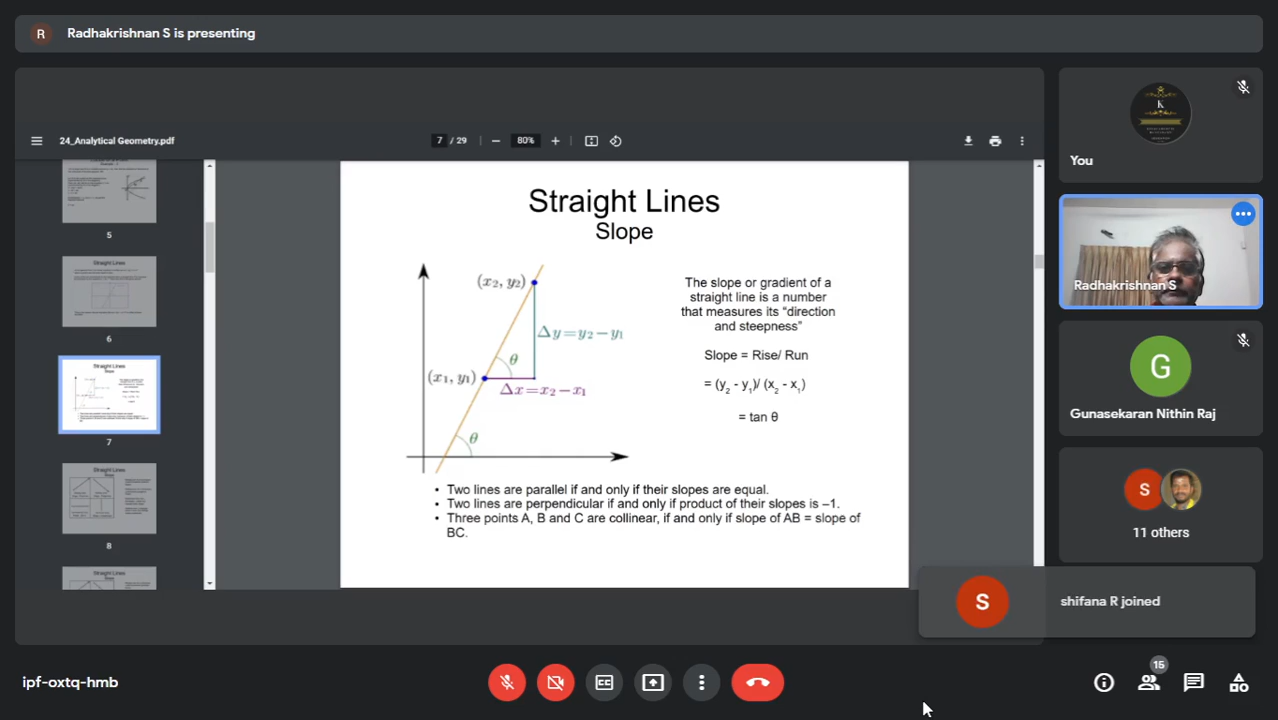 R Radhakrishnan S is presenting
24_Analytical Geometry.pdf
7 / 29
80%
5
6
7
8
Straight Lines
Slope
(x₂, y₂)
Δy=y₂−y₁
θ
(x₁, y₁)
Δx=x₂−x₁
θ
The slope or gradient of a
straight line is a number
that measures its “direction
and steepness”
Slope = Rise/ Run
= (y₂ - y₁)/ (x₂ - x₁)
= tan θ
• Two lines are parallel if and only if their slopes are equal.
• Two lines are perpendicular if and only if product of their slopes is –1.
• Three points A, B and C are collinear, if and only if slope of AB = slope of
BC.
K
You
Radhakrishnan S
G
Gunasekaran Nithin Raj
S
11 others
S shifana R joined
ipf-oxtq-hmb
CC
15